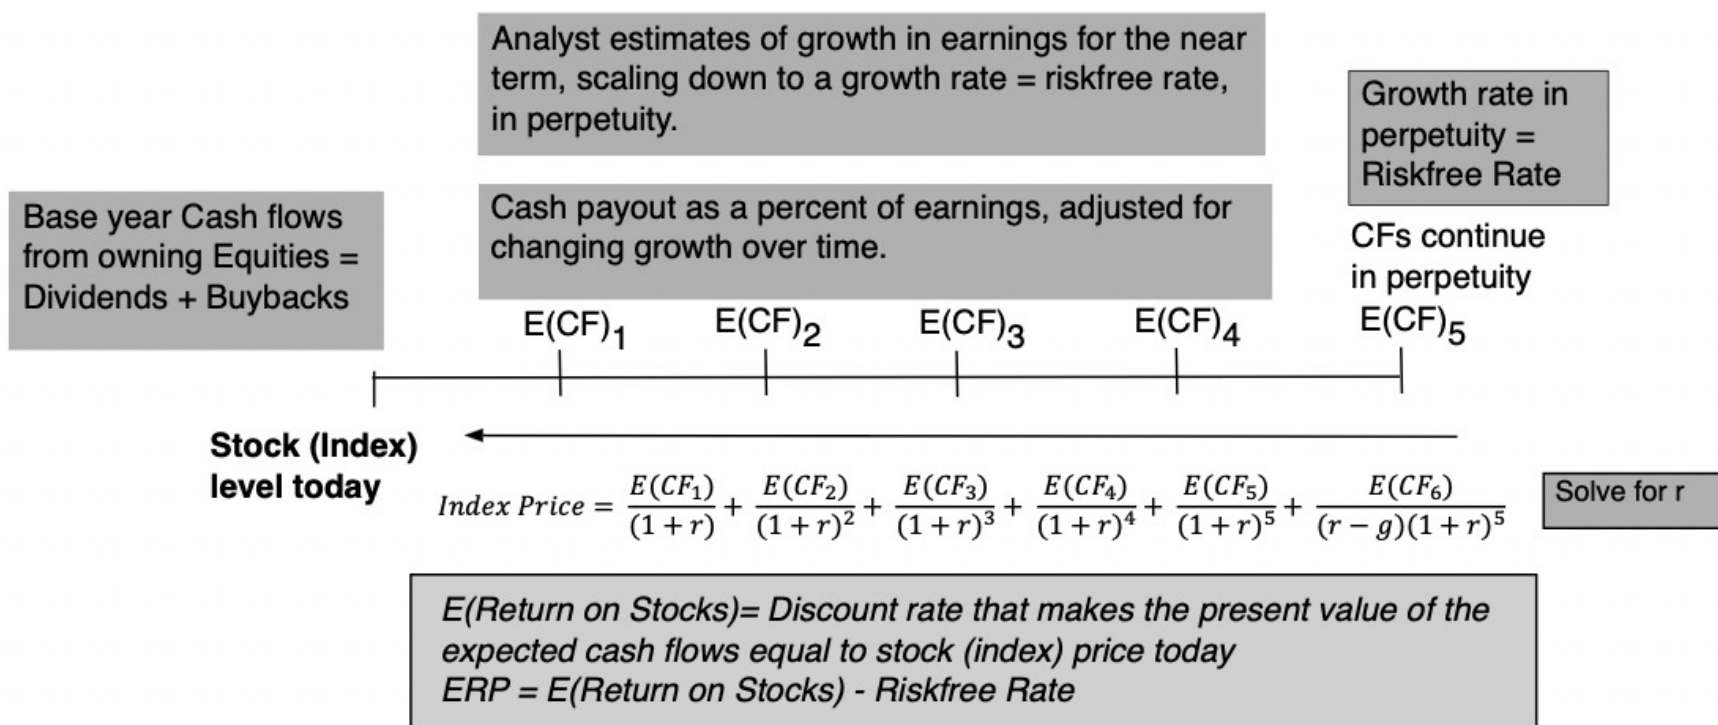 Analyst estimates of growth in earnings for the near
term, scaling down to a growth rate = riskfree rate,
in perpetuity.
Growth rate in
perpetuity =
Riskfree Rate
Base year Cash flows
from owning Equities =
Dividends + Buybacks
Cash payout as a percent of earnings, adjusted for
changing growth over time.
CFs continue
in perpetuity
E(CF)₁ E(CF)₂ E(CF)₃ E(CF)₄ E(CF)₅
Stock (Index)
level today
Index Price = E(CF₁)/(1 + r) + E(CF₂)/(1 + r)² + E(CF₃)/(1 + r)³ + E(CF₄)/(1 + r)⁴ + E(CF₅)/(1 + r)⁵ + E(CF₆)/(r − g)(1 + r)⁵
Solve for r
E(Return on Stocks)= Discount rate that makes the present value of the
expected cash flows equal to stock (index) price today
ERP = E(Return on Stocks) - Riskfree Rate